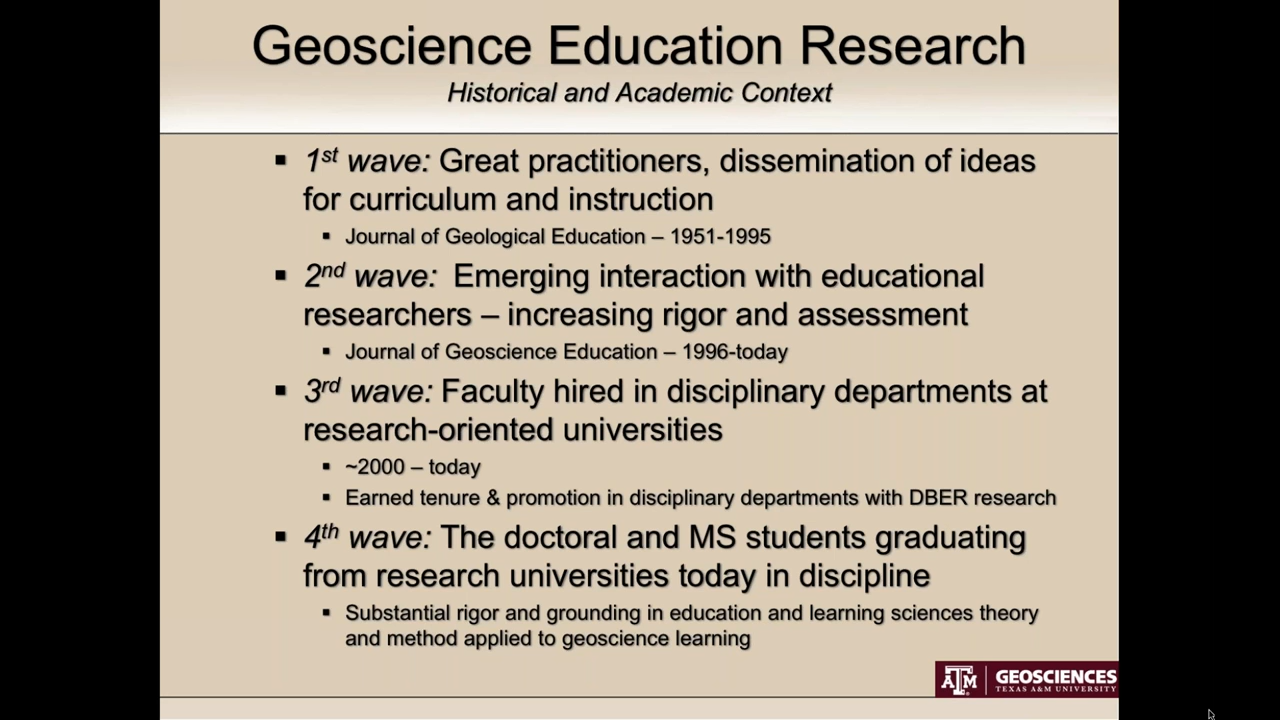 Geoscience Education Research
Historical and Academic Context
▪ 1st wave: Great practitioners, dissemination of ideas
for curriculum and instruction
▪ Journal of Geological Education – 1951-1995
▪ 2nd wave:  Emerging interaction with educational
researchers – increasing rigor and assessment
▪ Journal of Geoscience Education – 1996-today
▪ 3rd wave: Faculty hired in disciplinary departments at
research-oriented universities
▪ ~2000 – today
▪ Earned tenure & promotion in disciplinary departments with DBER research
▪ 4th wave: The doctoral and MS students graduating
from research universities today in discipline
▪ Substantial rigor and grounding in education and learning sciences theory
and method applied to geoscience learning
ATM GEOSCIENCES
TEXAS A&M UNIVERSITY